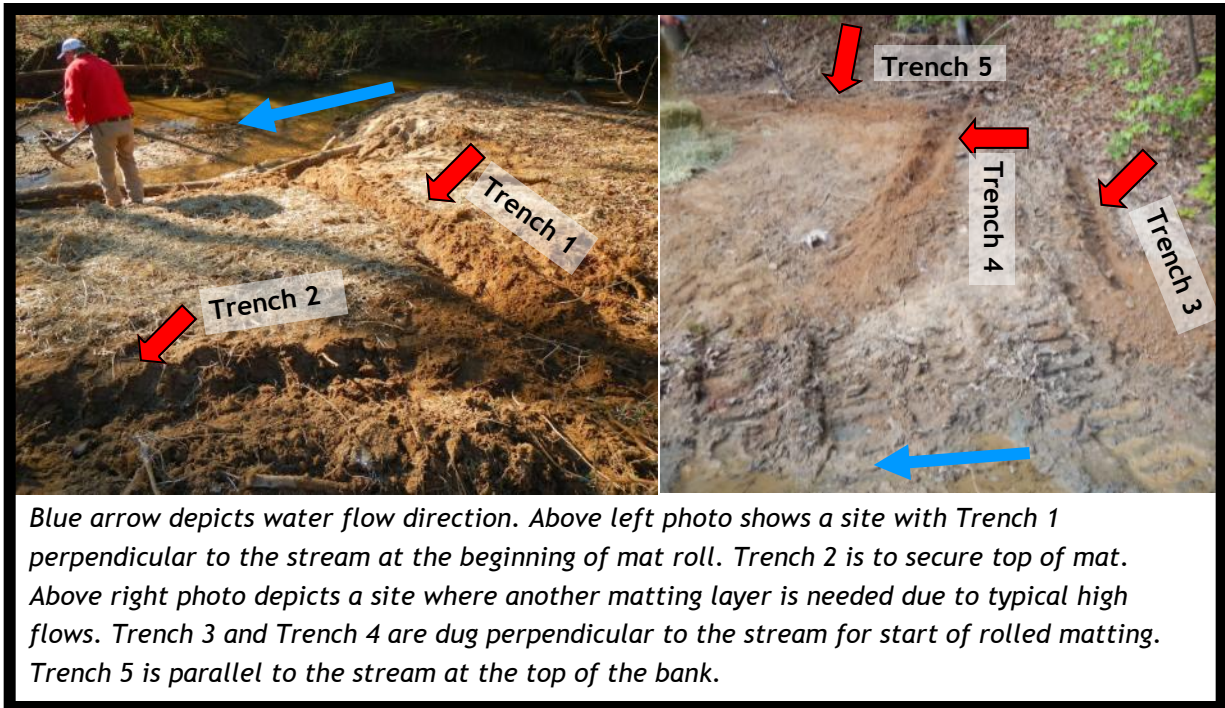 Trench 1
Trench 2
Trench 5
Trench 4
Trench 3
Blue arrow depicts water flow direction. Above left photo shows a site with Trench 1
perpendicular to the stream at the beginning of mat roll. Trench 2 is to secure top of mat.
Above right photo depicts a site where another matting layer is needed due to typical high
flows. Trench 3 and Trench 4 are dug perpendicular to the stream for start of rolled matting.
Trench 5 is parallel to the stream at the top of the bank.